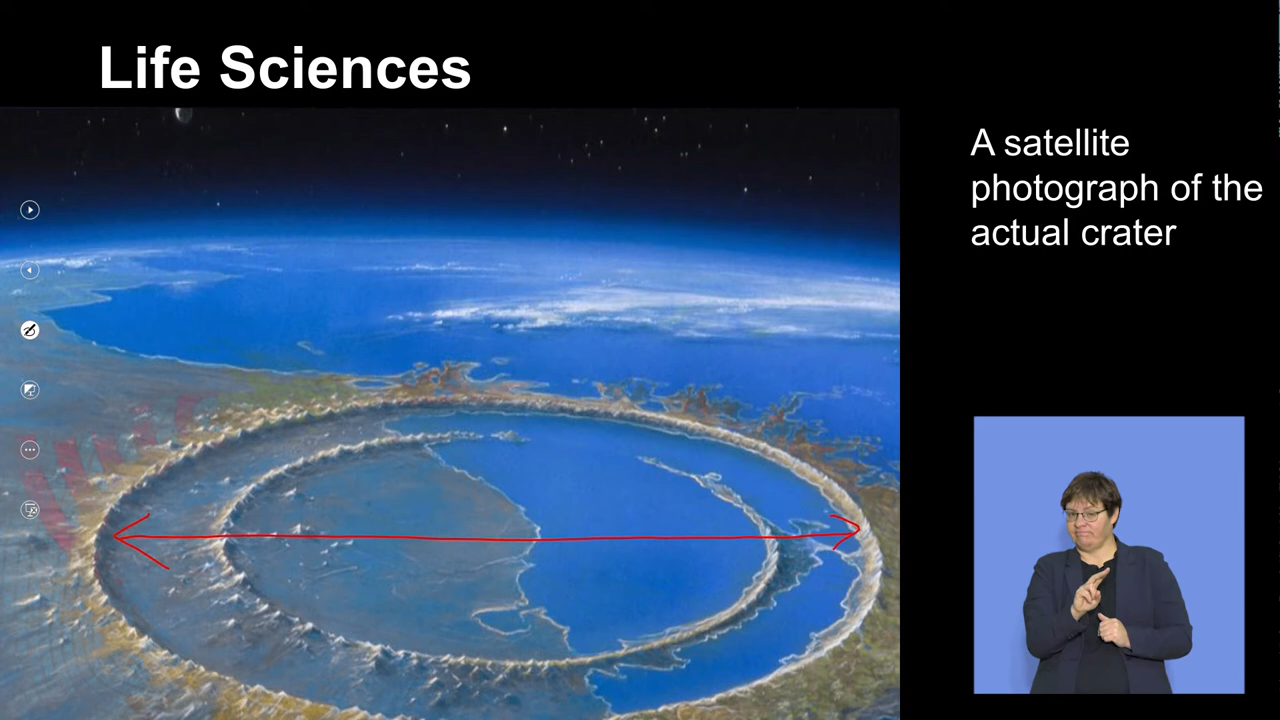 Life Sciences
A satellite
photograph of the
actual crater